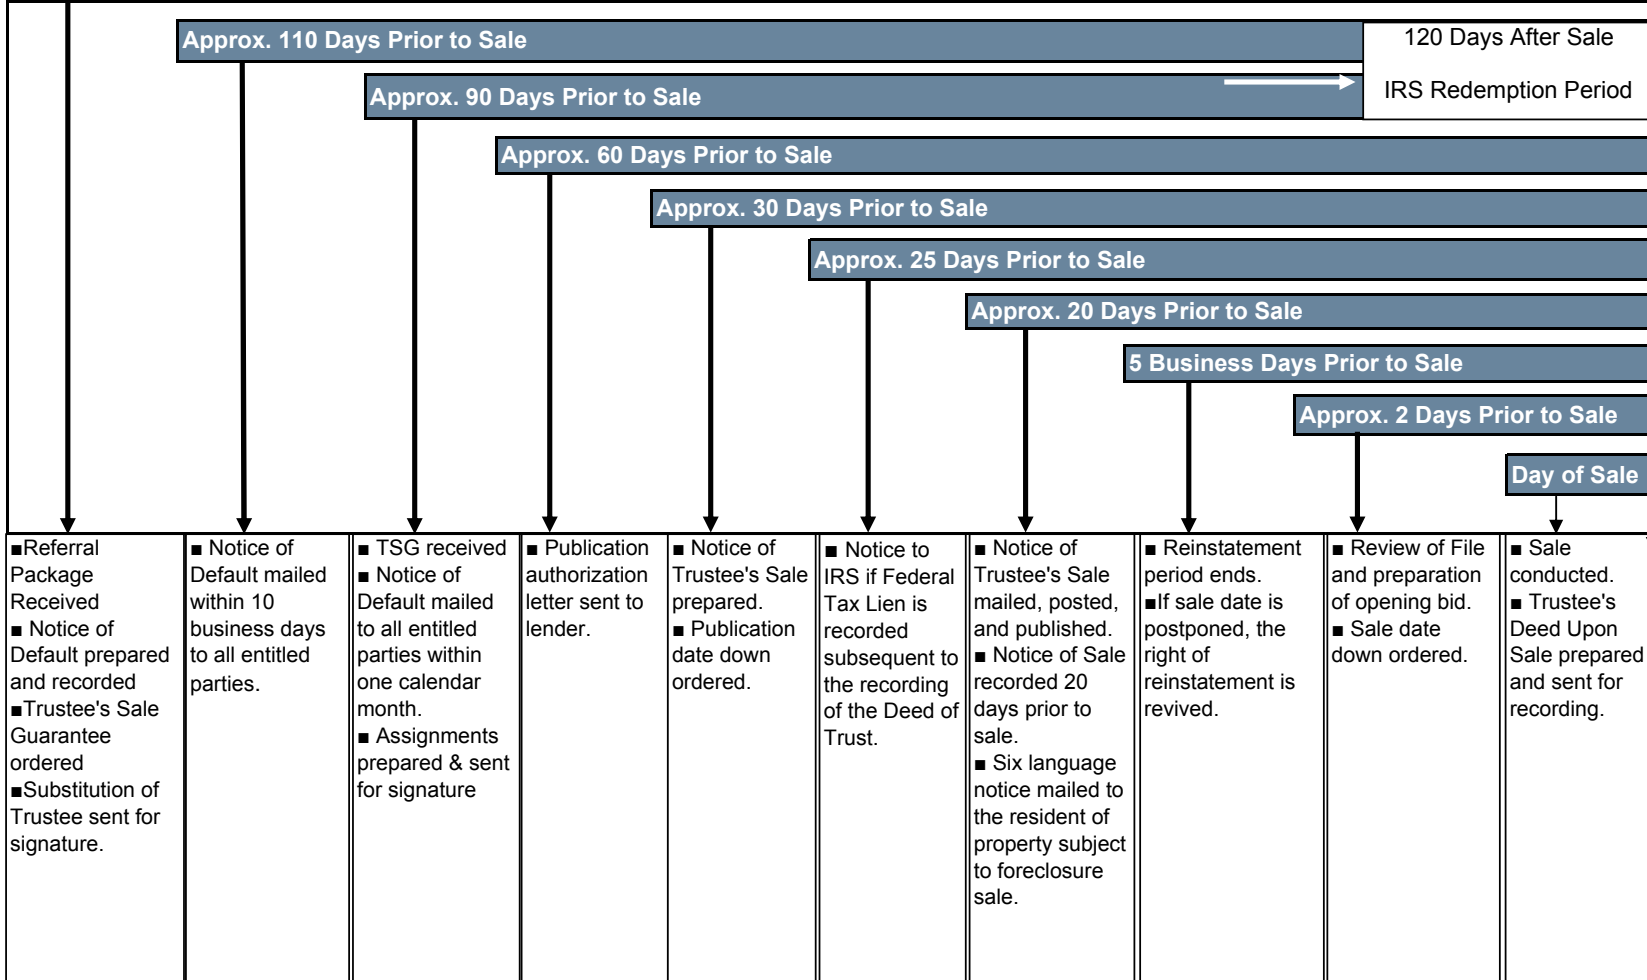 Approx. 110 Days Prior to Sale
120 Days After Sale
IRS Redemption Period
Approx. 90 Days Prior to Sale
Approx. 60 Days Prior to Sale
Approx. 30 Days Prior to Sale
Approx. 25 Days Prior to Sale
Approx. 20 Days Prior to Sale
5 Business Days Prior to Sale
Approx. 2 Days Prior to Sale
Day of Sale
■Referral
Package
Received
■ Notice of
Default prepared
and recorded
■Trustee's Sale
Guarantee
ordered
■Substitution of
Trustee sent for
signature.
■ Notice of
Default mailed
within 10
business days
to all entitled
parties.
■ TSG received
■ Notice of
Default mailed
to all entitled
parties within
one calendar
month.
■ Assignments
prepared & sent
for signature
■ Publication
authorization
letter sent to
lender.
■ Notice of
Trustee's Sale
prepared.
■ Publication
date down
ordered.
■ Notice to
IRS if Federal
Tax Lien is
recorded
subsequent to
the recording
of the Deed of
Trust.
■ Notice of
Trustee's Sale
mailed, posted,
and published.
■ Notice of Sale
recorded 20
days prior to
sale.
■ Six language
notice mailed to
the resident of
property subject
to foreclosure
sale.
■ Reinstatement
period ends.
■If sale date is
postponed, the
right of
reinstatement is
revived.
■ Review of File
and preparation
of opening bid.
■ Sale date
down ordered.
■ Sale
conducted.
■ Trustee's
Deed Upon
Sale prepared
and sent for
recording.